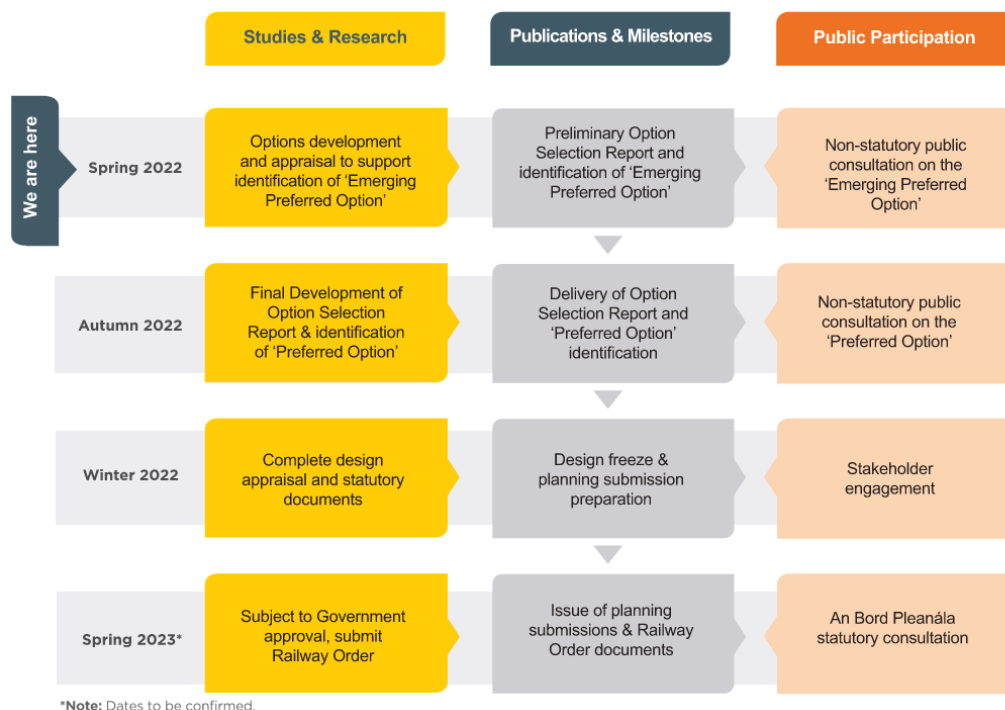 Studies & Research
Publications & Milestones
Public Participation
We are here
Spring 2022
Options development
and appraisal to support
identification of ‘Emerging
Preferred Option’
Preliminary Option
Selection Report and
identification of ‘Emerging
Preferred Option’
Non-statutory public
consultation on the
‘Emerging Preferred
Option’
Autumn 2022
Final Development of
Option Selection
Report & identification
of ‘Preferred Option’
Delivery of Option
Selection Report and
‘Preferred Option’
identification
Non-statutory public
consultation on the
‘Preferred Option’
Winter 2022
Complete design
appraisal and statutory
documents
Design freeze &
planning submission
preparation
Stakeholder
engagement
Spring 2023*
Subject to Government
approval, submit
Railway Order
Issue of planning
submissions & Railway
Order documents
An Bord Pleanála
statutory consultation
*Note: Dates to be confirmed.